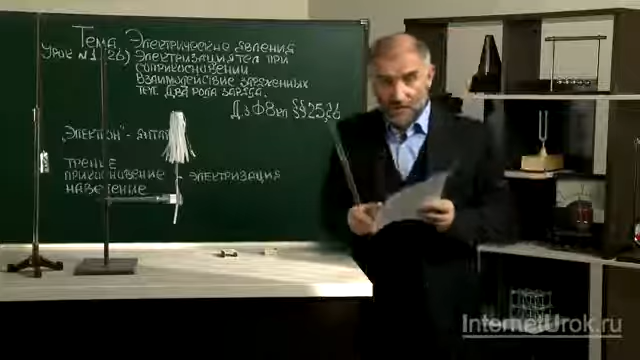 Тема Электрические явления
Урок №1(26) Электризация тел при
соприкосновении
Взаимодействие заряженных
тел. Два рода заряда.
Д.з Ф8кл §§25,26
„Электрон"- янтарь
трение
прикосновение - электризация
наведение
InternetUrok.ru